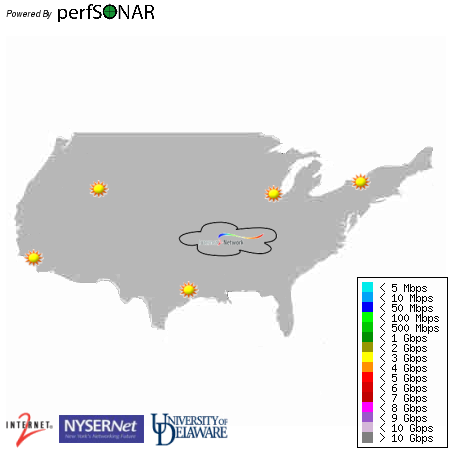 Powered By perfSONAR
Network
< 5 Mbps
< 10 Mbps
< 50 Mbps
< 100 Mbps
< 500 Mbps
< 1 Gbps
< 2 Gbps
< 3 Gbps
< 4 Gbps
< 5 Gbps
< 6 Gbps
< 7 Gbps
< 8 Gbps
< 9 Gbps
< 10 Gbps
> 10 Gbps
INTERNET2
NYSERNet
New York's Networking Future
UNIVERSITY OF
DELAWARE